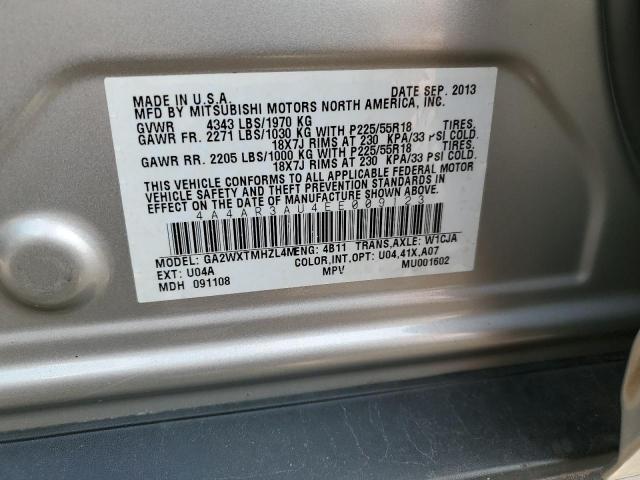 MADE IN U.S.A. DATE SEP. 2013
MFD BY MITSUBISHI MOTORS NORTH AMERICA, INC.
GVWR 4343 LBS/1970 KG
GAWR FR. 2271 LBS/1030 KG WITH P225/55R18 TIRES,
18X7J RIMS AT 230 KPA/33 PSI COLD.
GAWR RR. 2205 LBS/1000 KG WITH P225/55R18 TIRES,
18X7J RIMS AT 230 KPA/33 PSI COLD.
THIS VEHICLE CONFORMS TO ALL APPLICABLE FEDERAL MOTOR
VEHICLE SAFETY AND THEFT PREVENTION STANDARDS IN EFFECT
ON THE DATE OF MANUFACTURE SHOWN ABOVE.
4A4AR3AU4EE009123
MODEL: GA2WXTMHZL4M ENG: 4B11 TRANS,AXLE: W1CJA
EXT: U04A COLOR,INT,OPT: U04,41X,A07
MDH 091108 MPV MU001602